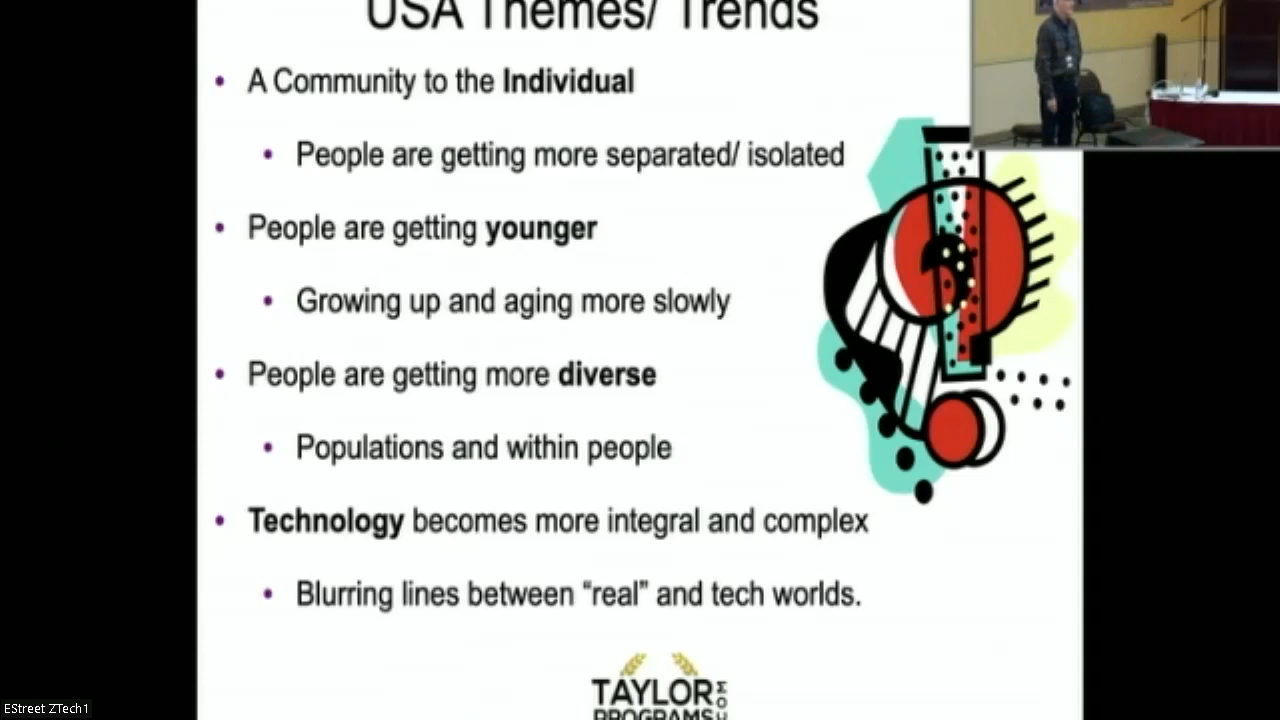 USA Themes/ Trends
• A Community to the Individual
• People are getting more separated/ isolated
• People are getting younger
• Growing up and aging more slowly
• People are getting more diverse
• Populations and within people
• Technology becomes more integral and complex
• Blurring lines between “real” and tech worlds.
TAYLOR
PROGRAMS
COM
EStreet ZTech1